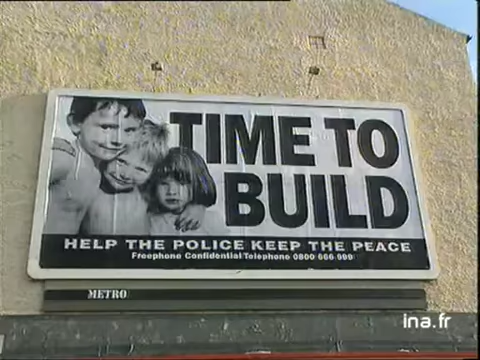 TIME TO
BUILD
HELP THE POLICE KEEP THE PEACE
Freephone Confidential Telephone 0800 666 999
METRO
ina.fr